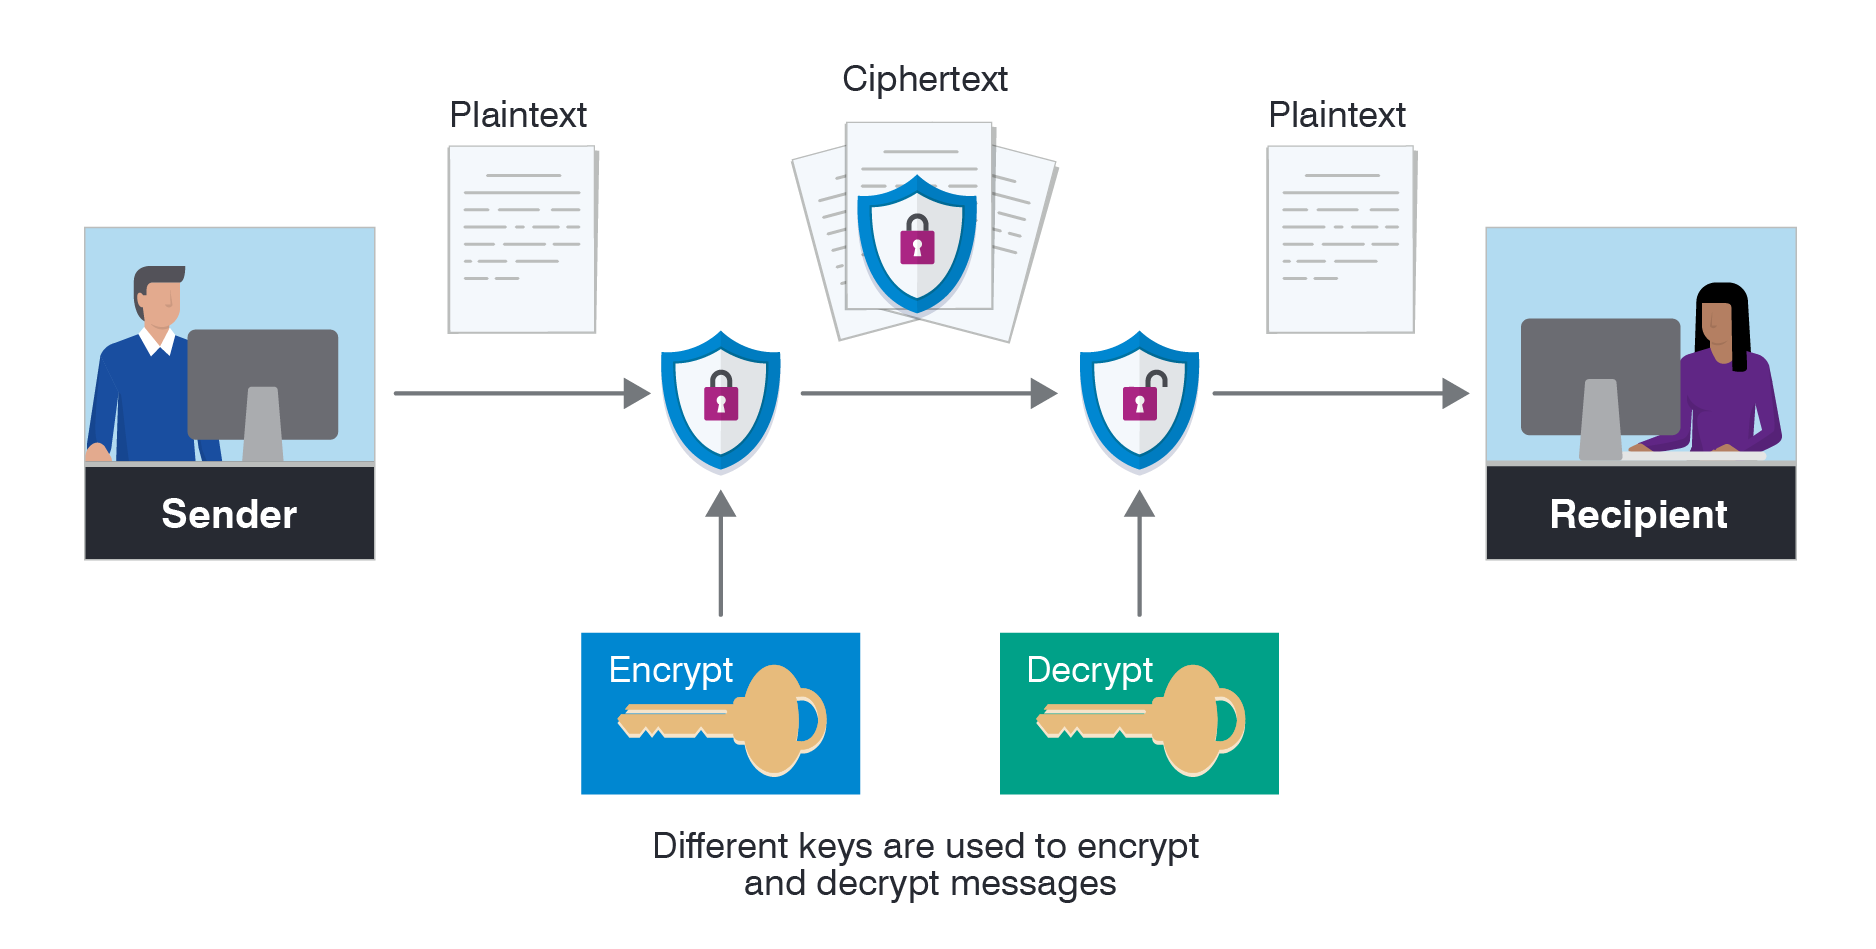 Ciphertext
Plaintext
Plaintext
Sender
Recipient
Encrypt
Decrypt
Different keys are used to encrypt
and decrypt messages